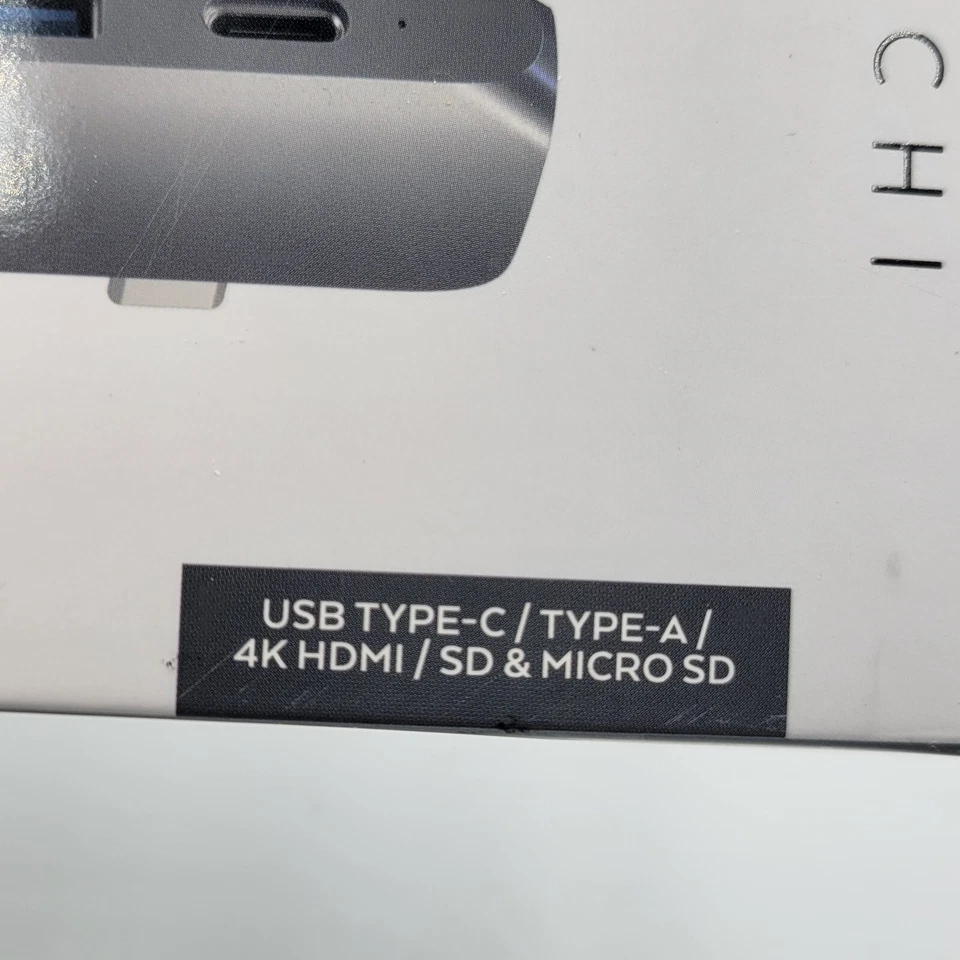 CHI
USB TYPE-C / TYPE-A /
4K HDMI / SD & MICRO SD